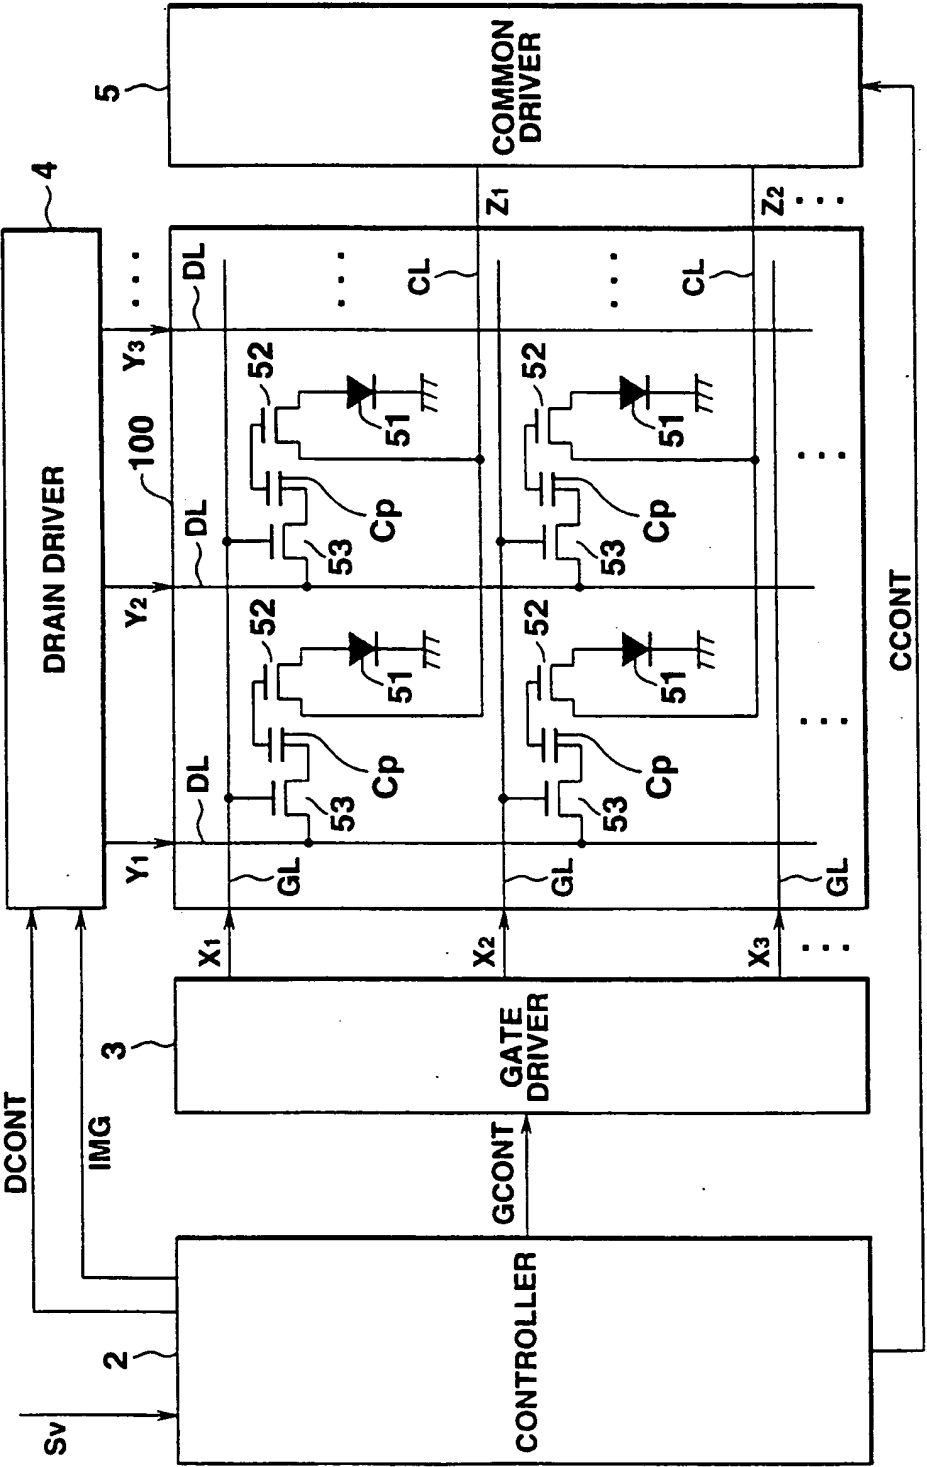 DRAIN DRIVER
4
DCONT
IMG
Y1
Y2
Y3
. . .
100
Sv
2
CONTROLLER
GCONT
3
GATE
DRIVER
X1
X2
X3
. . .
GL
GL
GL
DL
DL
DL
53
Cp
52
51
53
Cp
52
51
. . .
53
Cp
52
51
53
Cp
52
51
. . .
. . .
. . .
CL
CL
Z1
Z2
. . .
5
COMMON
DRIVER
CCONT